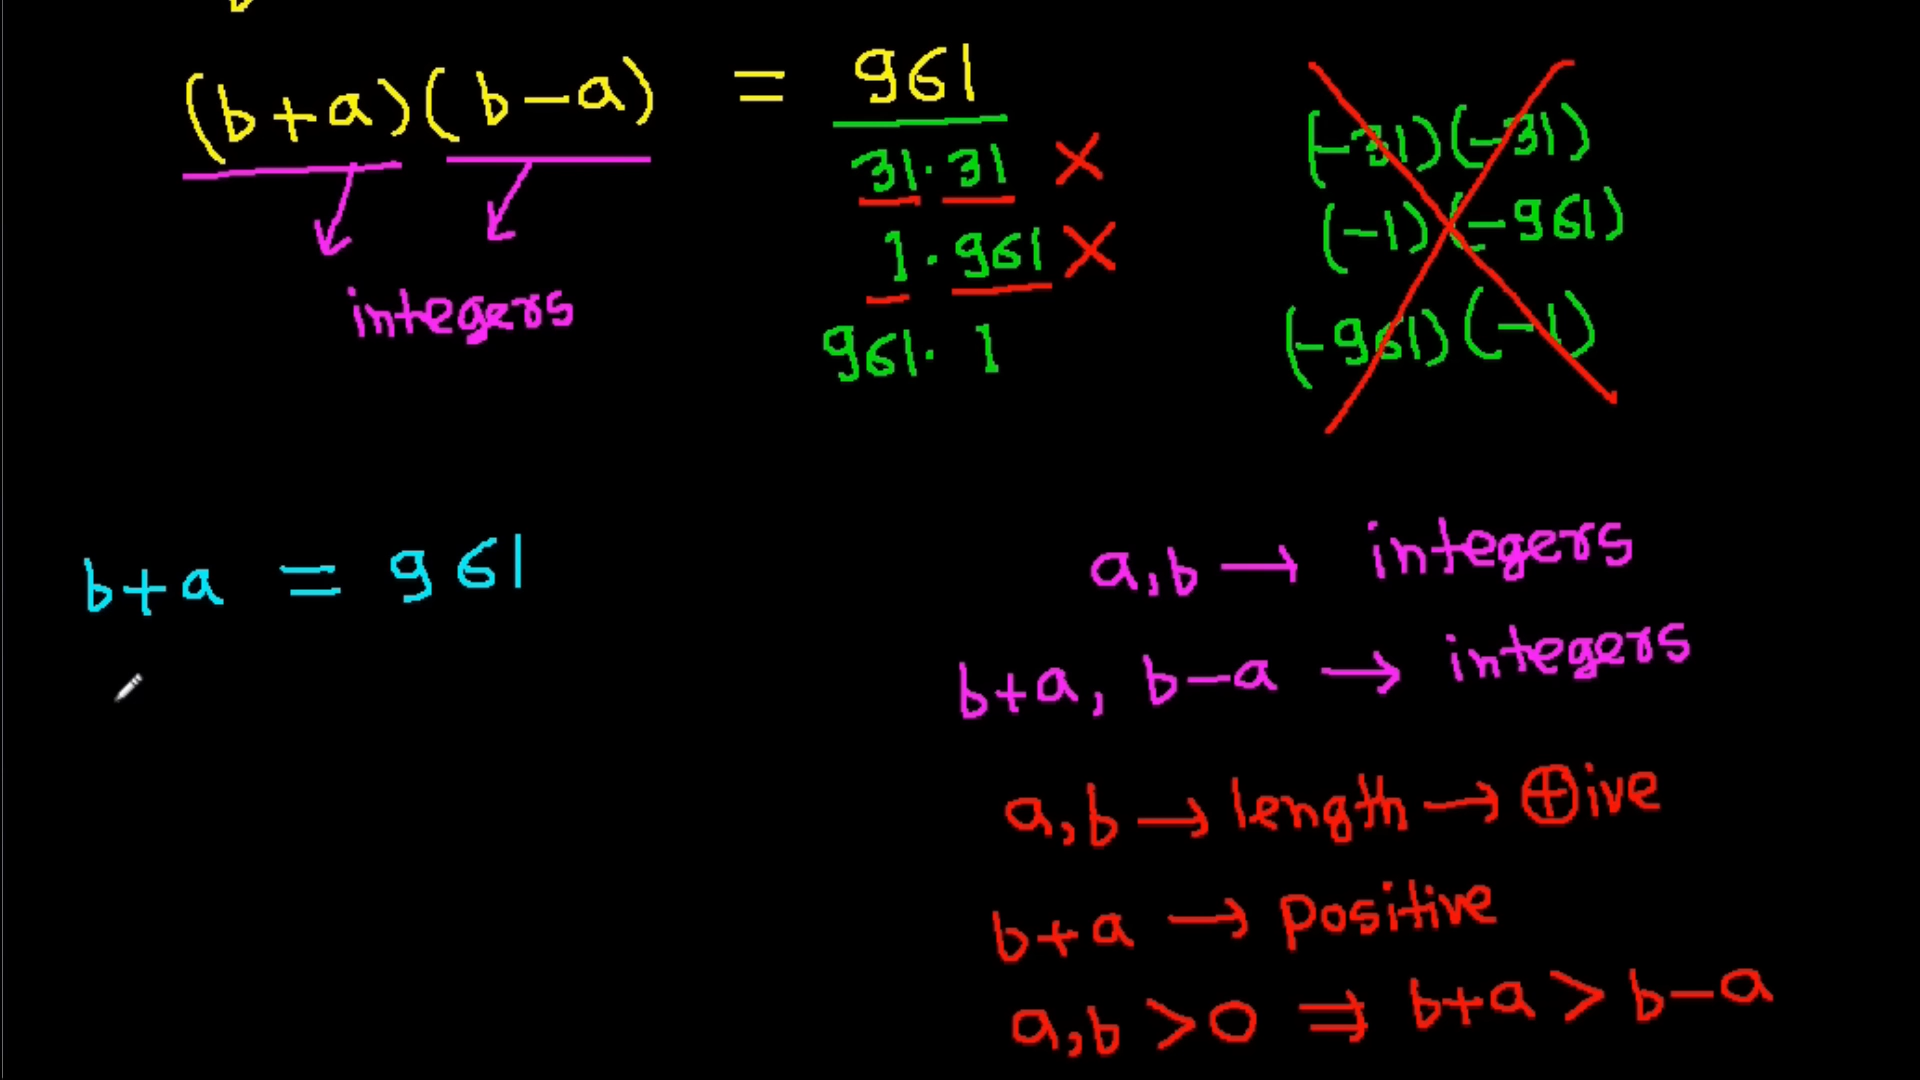 (b+a)(b-a) = 961
31·31 ×
1·961 ×
961·1
integers
(-31)(-31)
(-1)(-961)
(-961)(-1)
b+a = 961
a,b → integers
b+a, b-a → integers
a,b → length → ⊕ive
b+a → positive
a,b > 0 ⇒ b+a > b-a